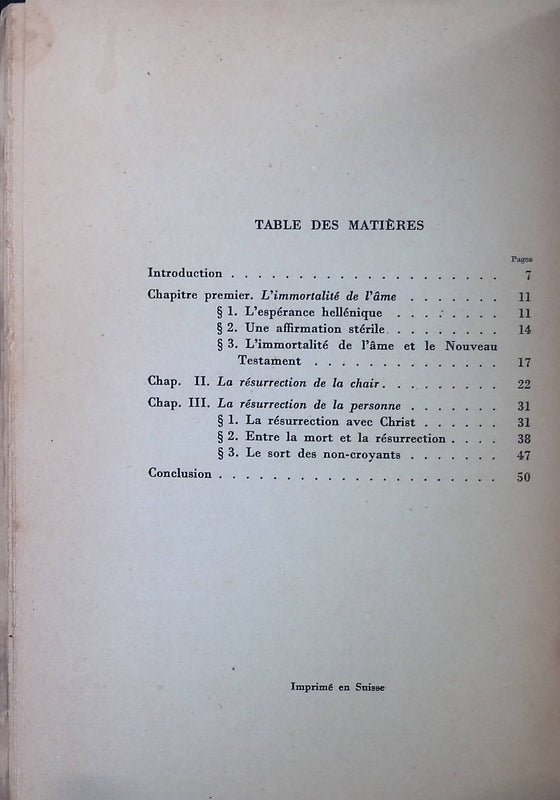 TABLE DES MATIÈRES
Pages
Introduction . . . . . . . . . . . . . . . . . . . . 7
Chapitre premier. L'immortalité de l'âme . . . . . . . 11
§ 1. L'espérance hellénique . . . . . . . 11
§ 2. Une affirmation stérile . . . . . . . . 14
§ 3. L'immortalité de l'âme et le Nouveau
Testament . . . . . . . . . . . . . . 17
Chap. II. La résurrection de la chair . . . . . . . . . 22
Chap. III. La résurrection de la personne . . . . . . . 31
§ 1. La résurrection avec Christ . . . . . . 31
§ 2. Entre la mort et la résurrection . . . . 38
§ 3. Le sort des non-croyants . . . . . . . 47
Conclusion . . . . . . . . . . . . . . . . . . . . . 50
Imprimé en Suisse